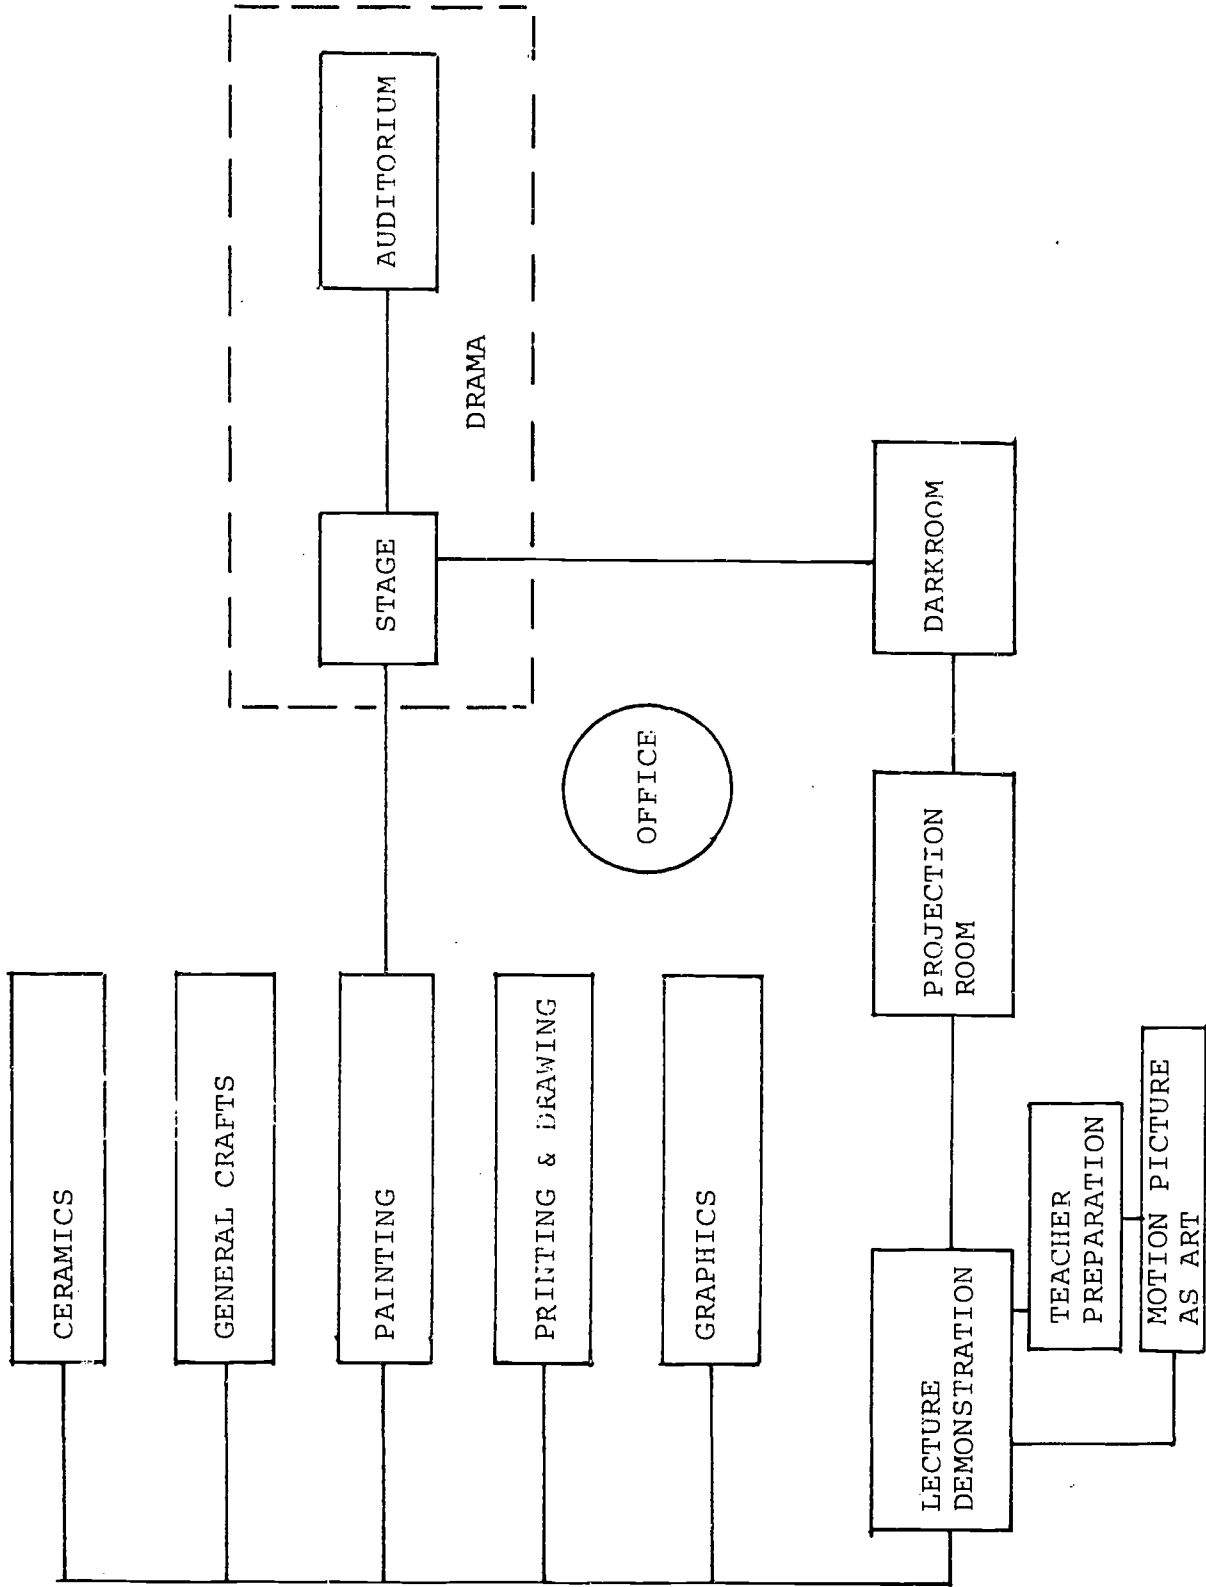 CERAMICS
GENERAL CRAFTS
PAINTING
PRINTING & DRAWING
GRAPHICS
STAGE
AUDITORIUM
DRAMA
OFFICE
LECTURE
DEMONSTRATION
PROJECTION
ROOM
DARKROOM
TEACHER
PREPARATION
MOTION PICTURE
AS ART